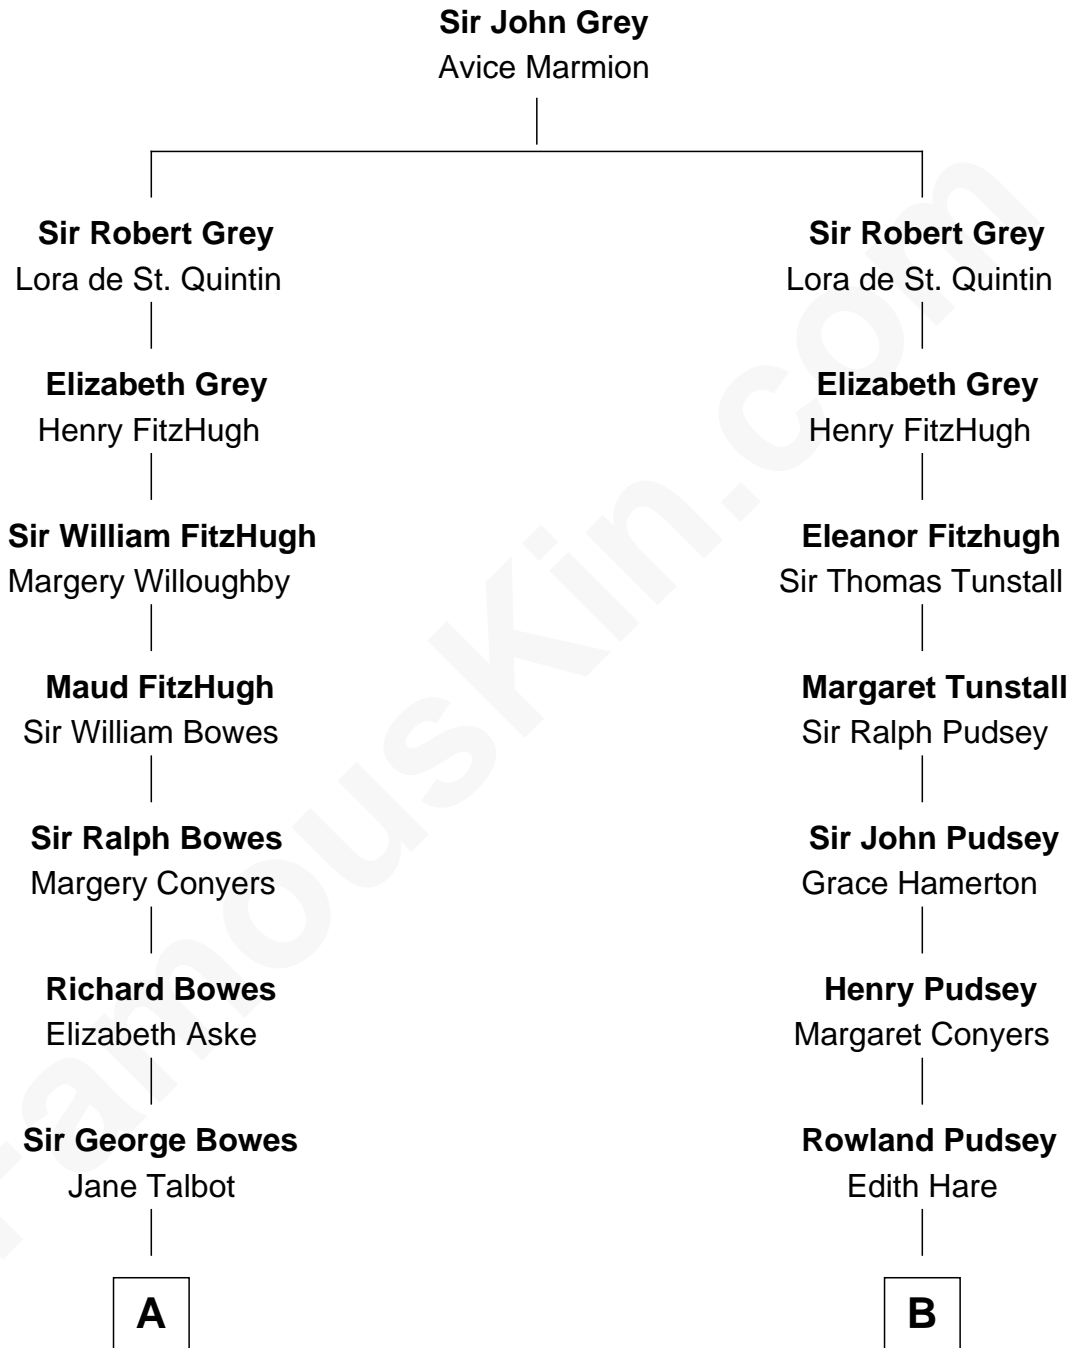 Sir John Grey
Avice Marmion
Sir Robert Grey
Lora de St. Quintin
Sir Robert Grey
Lora de St. Quintin
Elizabeth Grey
Henry FitzHugh
Elizabeth Grey
Henry FitzHugh
Sir William FitzHugh
Margery Willoughby
Eleanor Fitzhugh
Sir Thomas Tunstall
Maud FitzHugh
Sir William Bowes
Margaret Tunstall
Sir Ralph Pudsey
Sir Ralph Bowes
Margery Conyers
Sir John Pudsey
Grace Hamerton
Richard Bowes
Elizabeth Aske
Henry Pudsey
Margaret Conyers
Sir George Bowes
Jane Talbot
Rowland Pudsey
Edith Hare
A
B
FamousKin.com